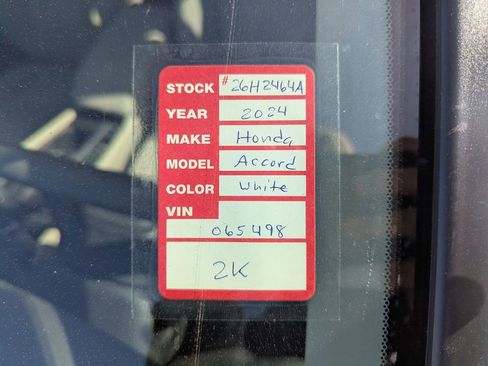 STOCK # 26H2464A
YEAR 2024
MAKE Honda
MODEL Accord
COLOR White
VIN
065498
2K